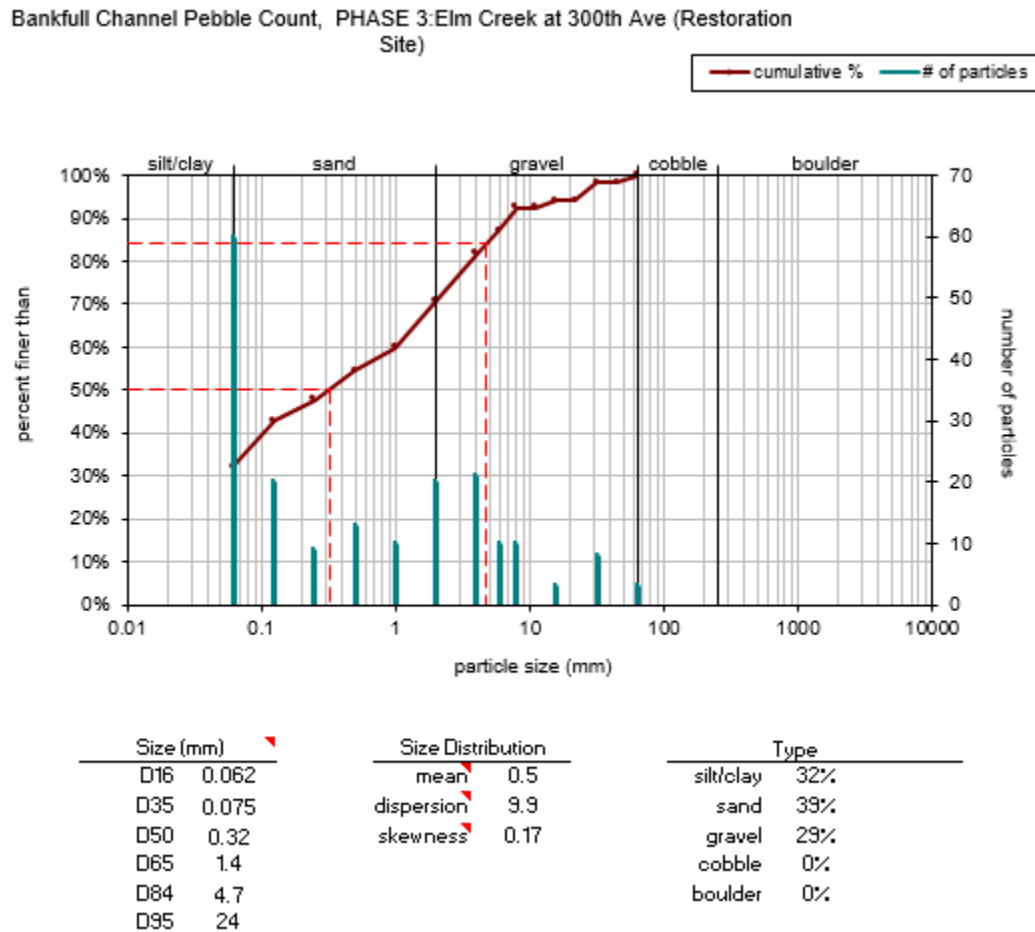 Bankfull Channel Pebble Count,  PHASE 3:Elm Creek at 300th Ave (Restoration
Site)
cumulative %  # of particles
silt/clay sand gravel cobble boulder
100% 70
90%
60
80%
50
70%
60%
40
50%
30
40%
30%
20
20%
10
10%
0% 0
percent finer than
number of particles
0.01 0.1 1 10 100 1000 10000
particle size (mm)
Size (mm) Size Distribution Type
D16 0.062 mean 0.5 silt/clay 32%
D35 0.075 dispersion 9.9 sand 39%
D50 0.32 skewness 0.17 gravel 29%
D65 1.4 cobble 0%
D84 4.7 boulder 0%
D95 24